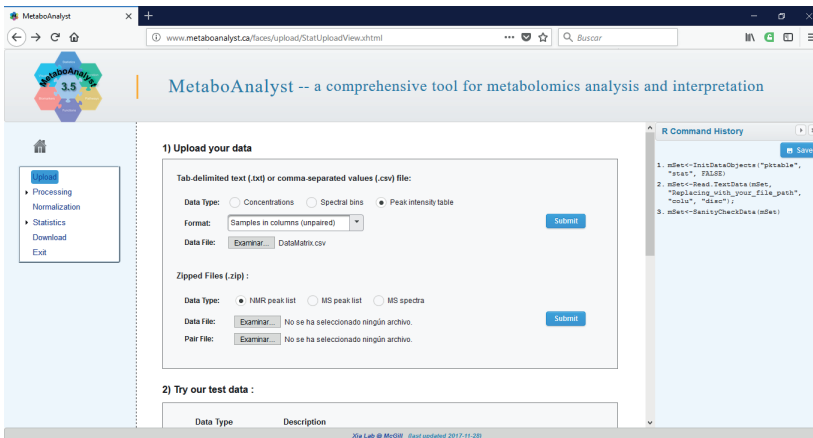 MetaboAnalyst
www.metaboanalyst.ca/faces/upload/StatUploadView.xhtml
Buscar
MetaboAnalyst
3.5
MetaboAnalyst -- a comprehensive tool for metabolomics analysis and interpretation
Upload
Processing
Normalization
Statistics
Download
Exit
1) Upload your data
Tab-delimited text (.txt) or comma-separated values (.csv) file:
Data Type: Concentrations Spectral bins Peak intensity table
Format: Samples in columns (unpaired) Submit
Data File: Examinar... DataMatrix.csv
Zipped Files (.zip) :
Data Type: NMR peak list MS peak list MS spectra
Data File: Examinar... No se ha seleccionado ningún archivo. Submit
Pair File: Examinar... No se ha seleccionado ningún archivo.
2) Try our test data :
Data Type Description
R Command History
Save
1. mSet<-InitDataObjects("pktable",
"stat", FALSE)
2. mSet<-Read.TextData(mSet,
"Replacing_with_your_file_path",
"colu", "disc");
3. mSet<-SanityCheckData(mSet)
Xia Lab @ McGill (last updated 2017-11-28)